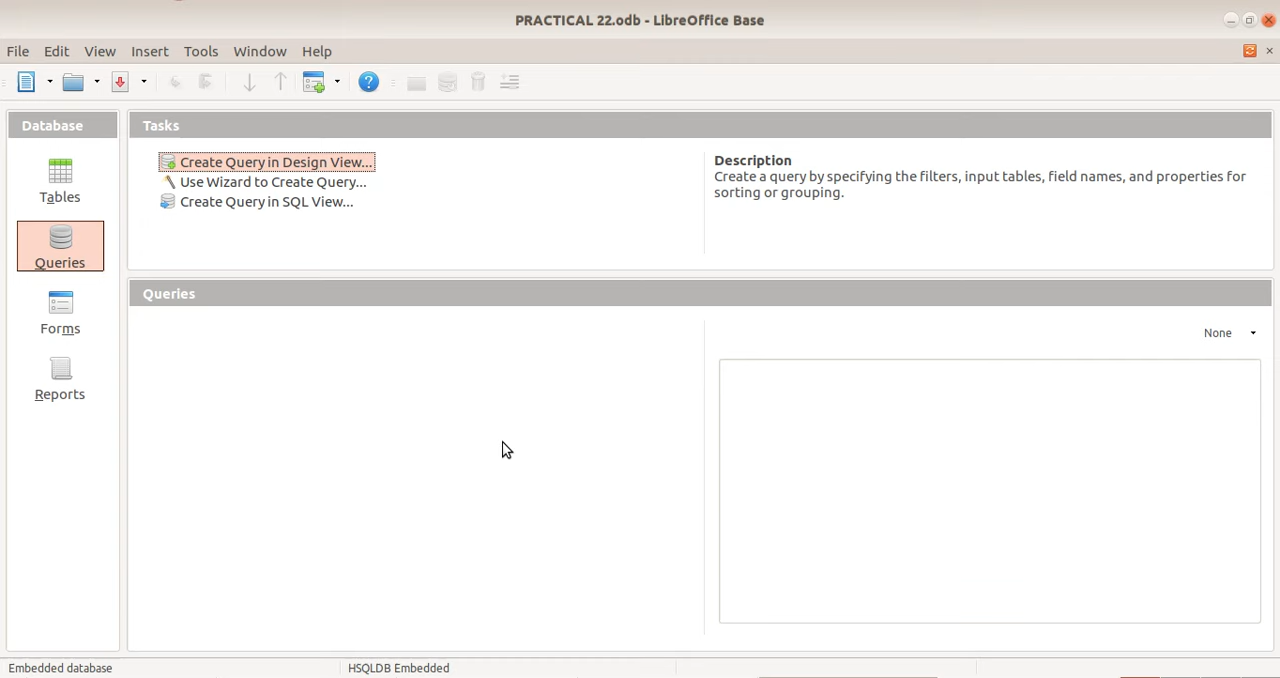 PRACTICAL 22.odb - LibreOffice Base
File Edit View Insert Tools Window Help
Database
Tables
Queries
Forms
Reports
Tasks
Create Query in Design View...
Use Wizard to Create Query...
Create Query in SQL View...
Description
Create a query by specifying the filters, input tables, field names, and properties for
sorting or grouping.
Queries
None
Embedded database
HSQLDB Embedded